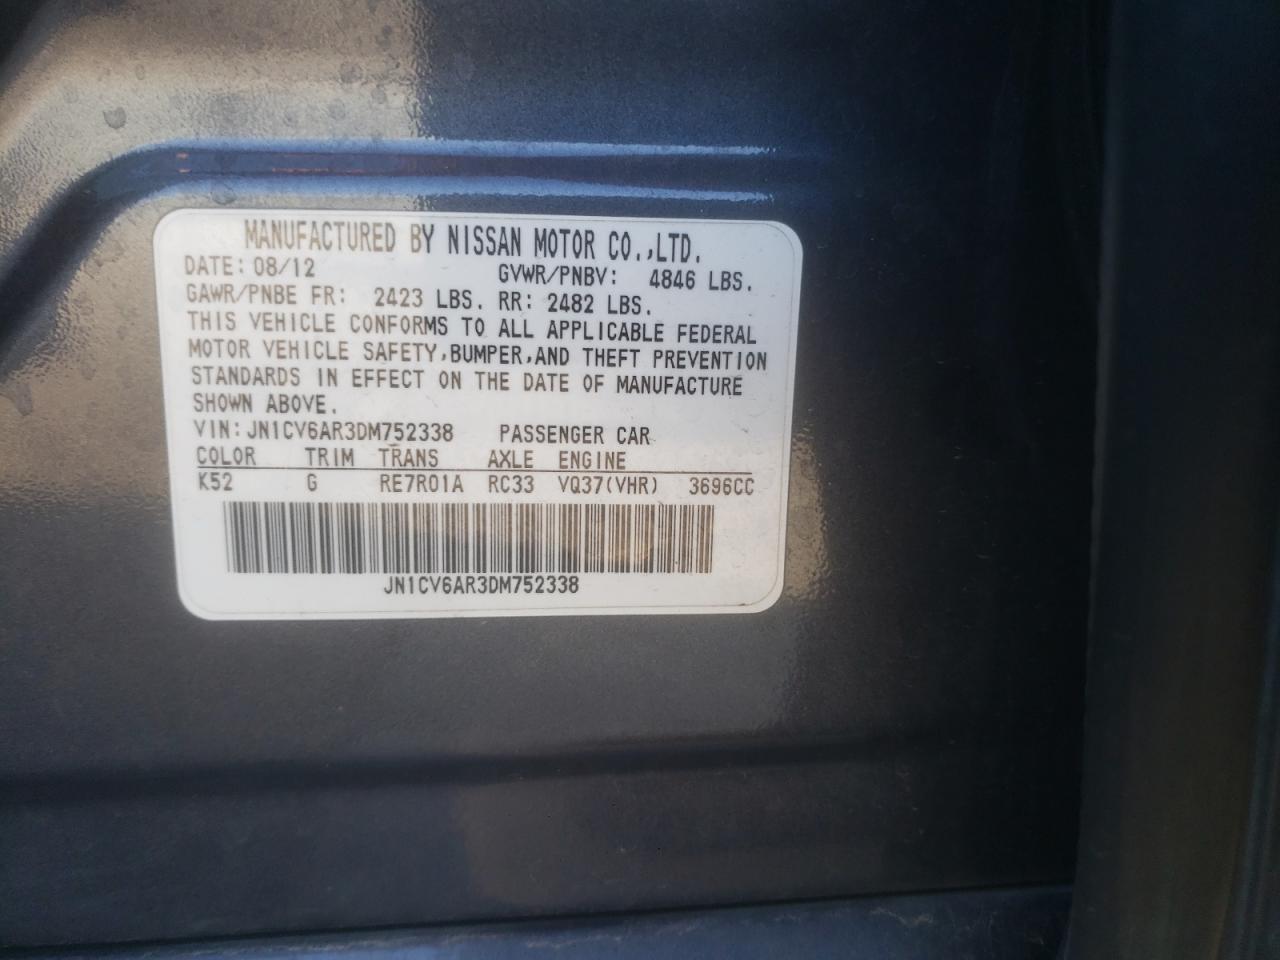 MANUFACTURED BY NISSAN MOTOR CO.,LTD.
DATE: 08/12 GVWR/PNBV: 4846 LBS.
GAWR/PNBE FR: 2423 LBS. RR: 2482 LBS.
THIS VEHICLE CONFORMS TO ALL APPLICABLE FEDERAL
MOTOR VEHICLE SAFETY,BUMPER,AND THEFT PREVENTION
STANDARDS IN EFFECT ON THE DATE OF MANUFACTURE
SHOWN ABOVE.
VIN: JN1CV6AR3DM752338 PASSENGER CAR
COLOR TRIM TRANS AXLE ENGINE
K52 G RE7R01A RC33 VQ37(VHR) 3696CC
JN1CV6AR3DM752338